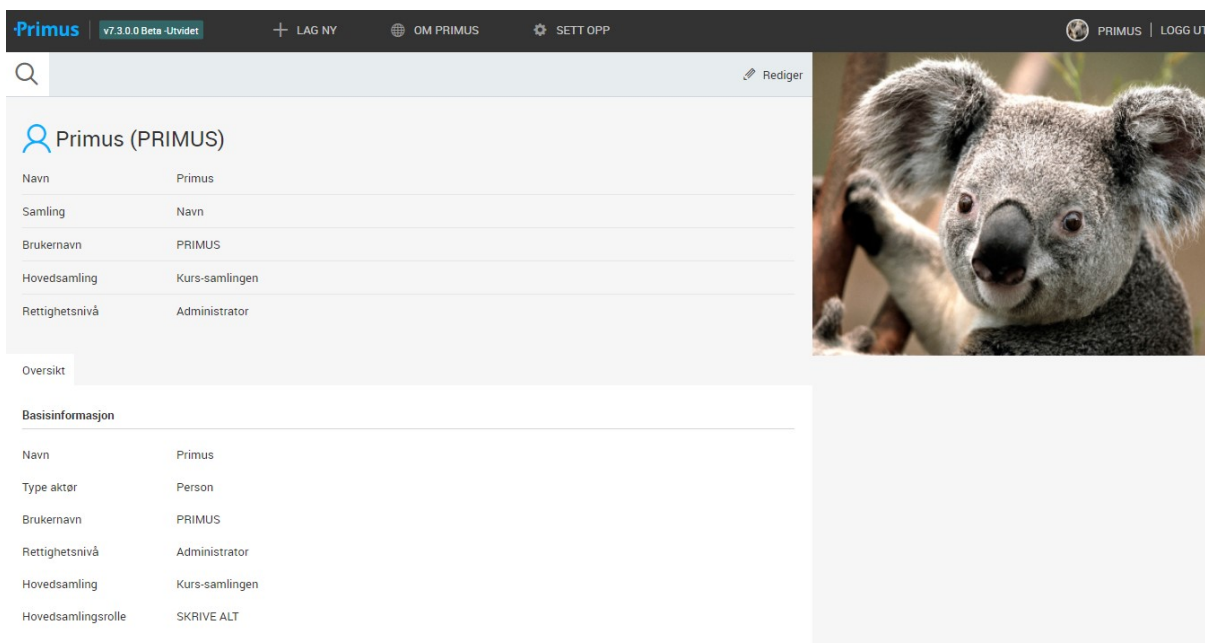 Primus v7.3.0.0 Beta -Utvidet LAG NY OM PRIMUS SETT OPP PRIMUS | LOGG UT
Rediger
Primus (PRIMUS)
Navn Primus
Samling Navn
Brukernavn PRIMUS
Hovedsamling Kurs-samlingen
Rettighetsnivå Administrator
Oversikt
Basisinformasjon
Navn Primus
Type aktør Person
Brukernavn PRIMUS
Rettighetsnivå Administrator
Hovedsamling Kurs-samlingen
Hovedsamlingsrolle SKRIVE ALT